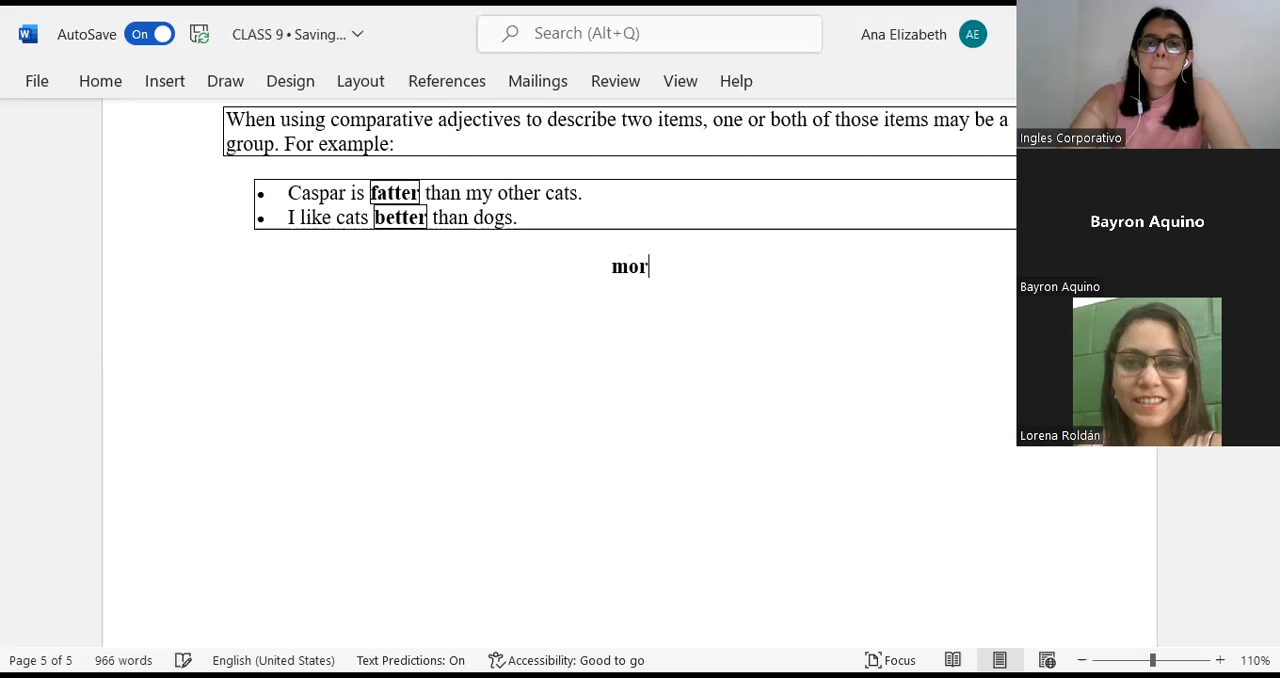 AutoSave On CLASS 9 • Saving... Search (Alt+Q) Ana Elizabeth AE
File Home Insert Draw Design Layout References Mailings Review View Help
When using comparative adjectives to describe two items, one or both of those items may be a
group. For example:
• Caspar is fatter than my other cats.
• I like cats better than dogs.
mor
Ingles Corporativo
Bayron Aquino
Bayron Aquino
Lorena Roldán
Page 5 of 5 966 words English (United States) Text Predictions: On Accessibility: Good to go Focus 110%